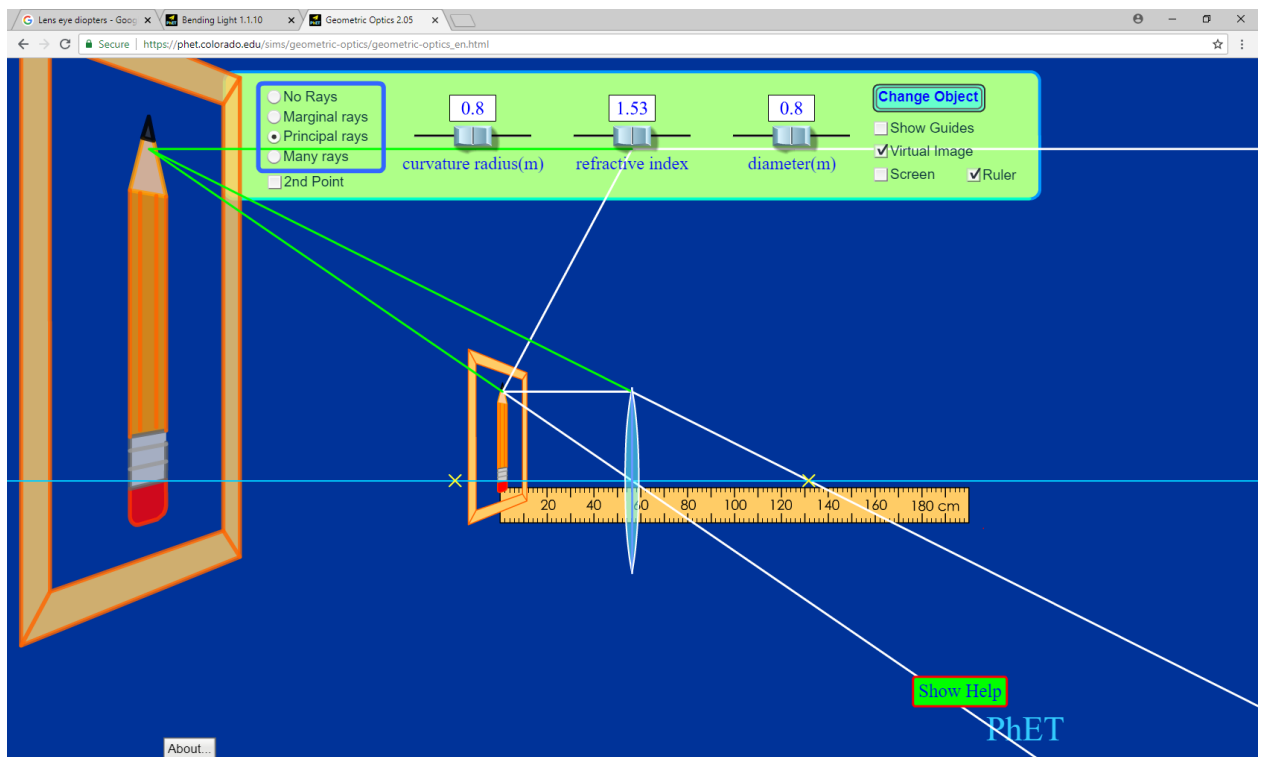 Lens eye diopters - Goog
Bending Light 1.1.10
Geometric Optics 2.05
Secure | https://phet.colorado.edu/sims/geometric-optics/geometric-optics_en.html
No Rays
Marginal rays
Principal rays
Many rays
2nd Point
0.8
curvature radius(m)
1.53
refractive index
0.8
diameter(m)
Change Object
Show Guides
Virtual Image
Screen Ruler
20 40 60 80 100 120 140 160 180 cm
Show Help
PhET
About...